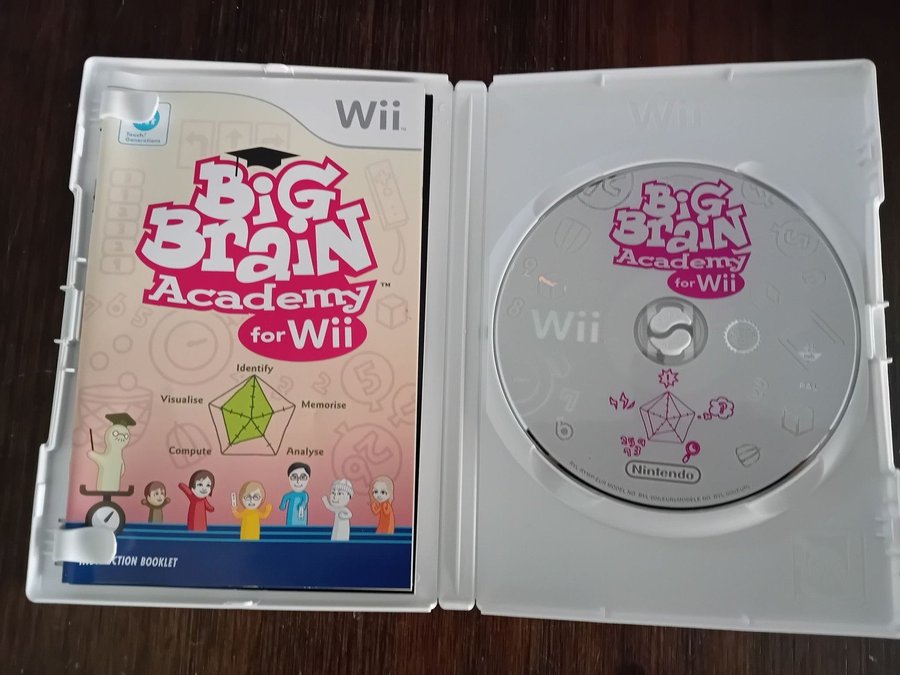 Wii
Touch!
Generations
BiG
BraiN
Academy™
for Wii
Identify
Visualise
Memorise
Compute
Analyse
INSTRUCTION BOOKLET
Wii
BiG
BraiN
Academy
for Wii
Wii
PAL
Nintendo